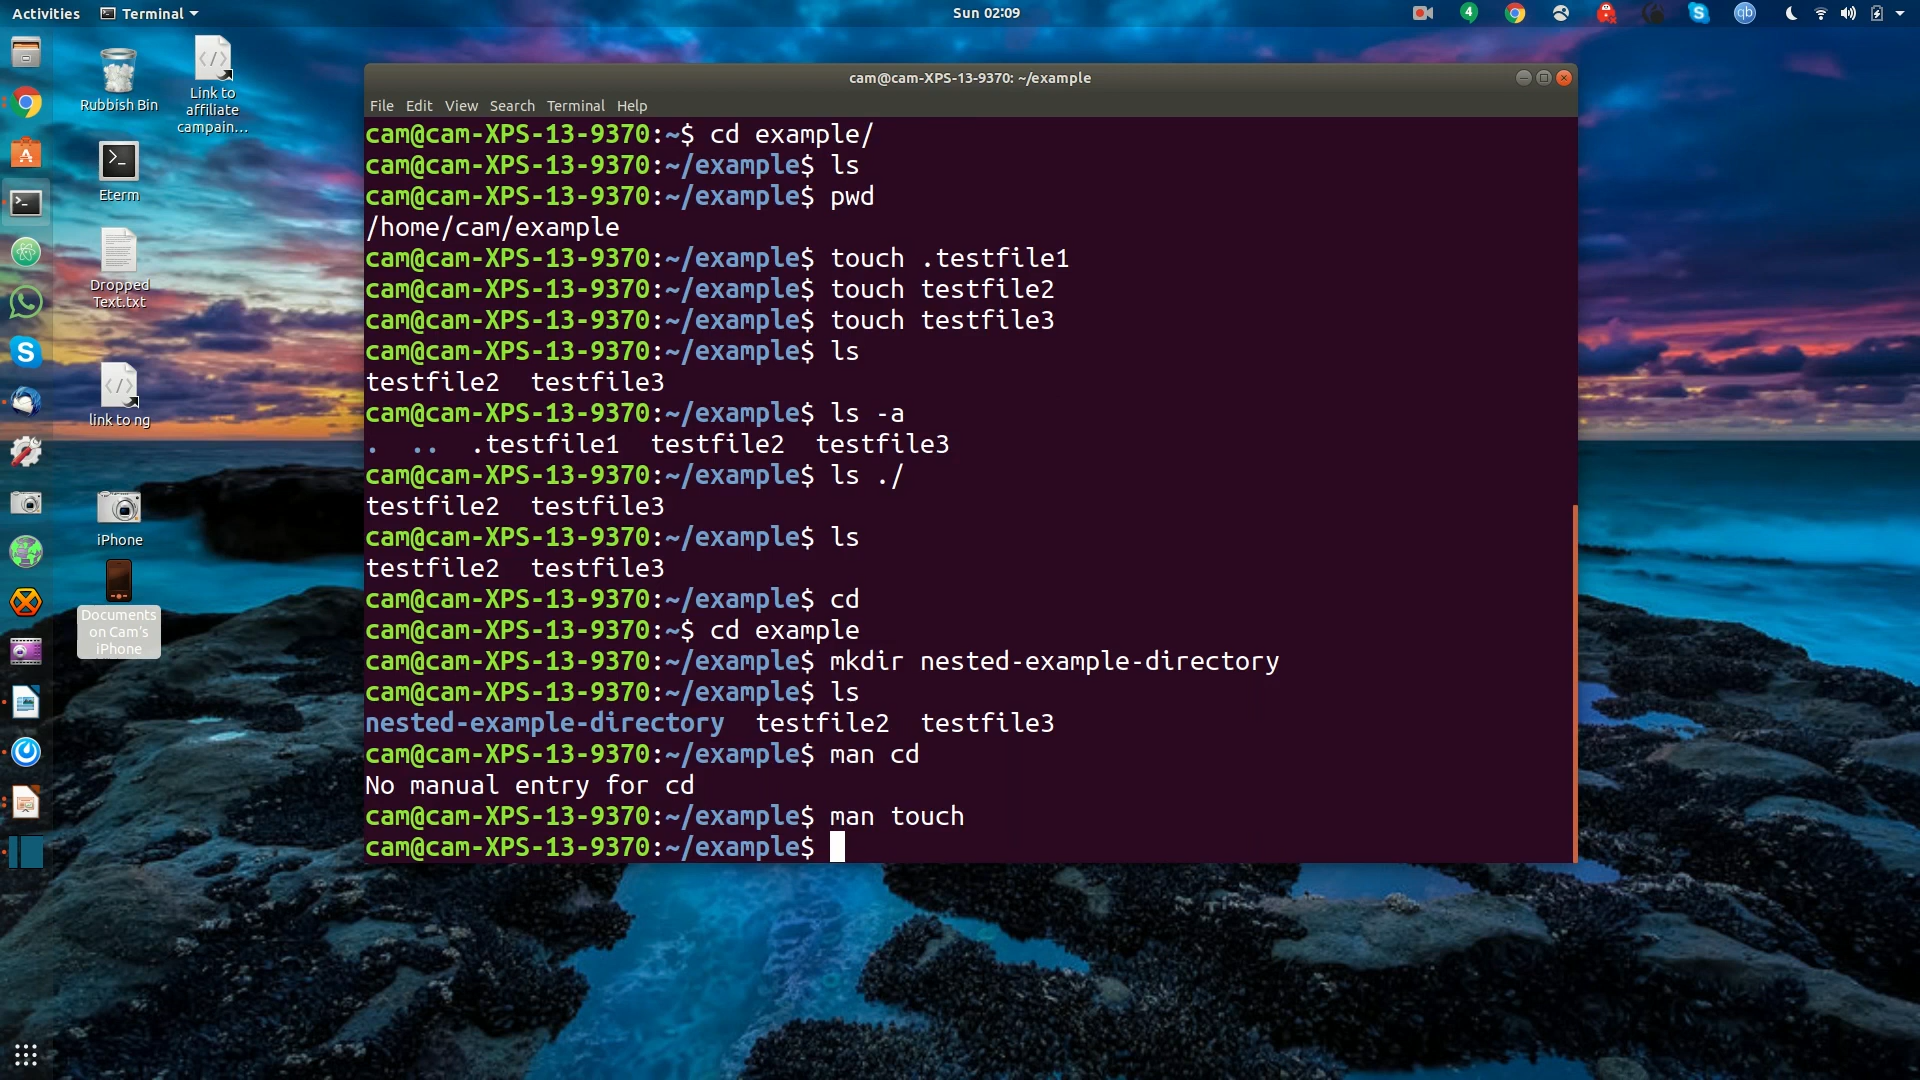 Activities Terminal Sun 02:09 4 qb
Rubbish Bin
Link to
affiliate
campain…
Eterm
Dropped
Text.txt
link to ng
iPhone
Documents
on Cam's
iPhone
cam@cam-XPS-13-9370: ~/example
File Edit View Search Terminal Help
cam@cam-XPS-13-9370:~$ cd example/
cam@cam-XPS-13-9370:~/example$ ls
cam@cam-XPS-13-9370:~/example$ pwd
/home/cam/example
cam@cam-XPS-13-9370:~/example$ touch .testfile1
cam@cam-XPS-13-9370:~/example$ touch testfile2
cam@cam-XPS-13-9370:~/example$ touch testfile3
cam@cam-XPS-13-9370:~/example$ ls
testfile2  testfile3
cam@cam-XPS-13-9370:~/example$ ls -a
.  ..  .testfile1  testfile2  testfile3
cam@cam-XPS-13-9370:~/example$ ls ./
testfile2  testfile3
cam@cam-XPS-13-9370:~/example$ ls
testfile2  testfile3
cam@cam-XPS-13-9370:~/example$ cd
cam@cam-XPS-13-9370:~$ cd example
cam@cam-XPS-13-9370:~/example$ mkdir nested-example-directory
cam@cam-XPS-13-9370:~/example$ ls
nested-example-directory  testfile2  testfile3
cam@cam-XPS-13-9370:~/example$ man cd
No manual entry for cd
cam@cam-XPS-13-9370:~/example$ man touch
cam@cam-XPS-13-9370:~/example$